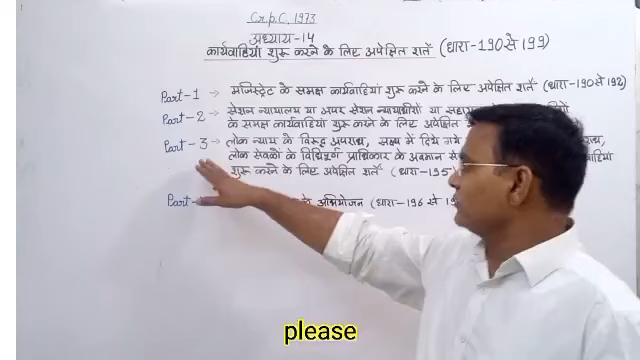 Cr.p.C. 1973
अध्याय-14
कार्यवाहियाँ शुरू करने के लिए अपेक्षित शर्तें (धारा-190 से 199)
Part-1 → मजिस्ट्रेट के समक्ष कार्यवाहियाँ शुरू करने के लिए अपेक्षित शर्तें (धारा-190 से 192)
Part-2 → सेशन न्यायालय या अपर सेशन न्यायाधीशों या
के समक्ष कार्यवाहियाँ शुरू करने के लिए अपेक्षित
Part-3 → लोक न्याय के विरुद्ध अपराध, साक्ष्य में दिये गये
लोक सेवकों के विधिपूर्ण प्राधिकार के अवमान
शुरू करने के लिए अपेक्षित शर्तें (धारा-195)
Part- अभियोजन (धारा-196 से
please